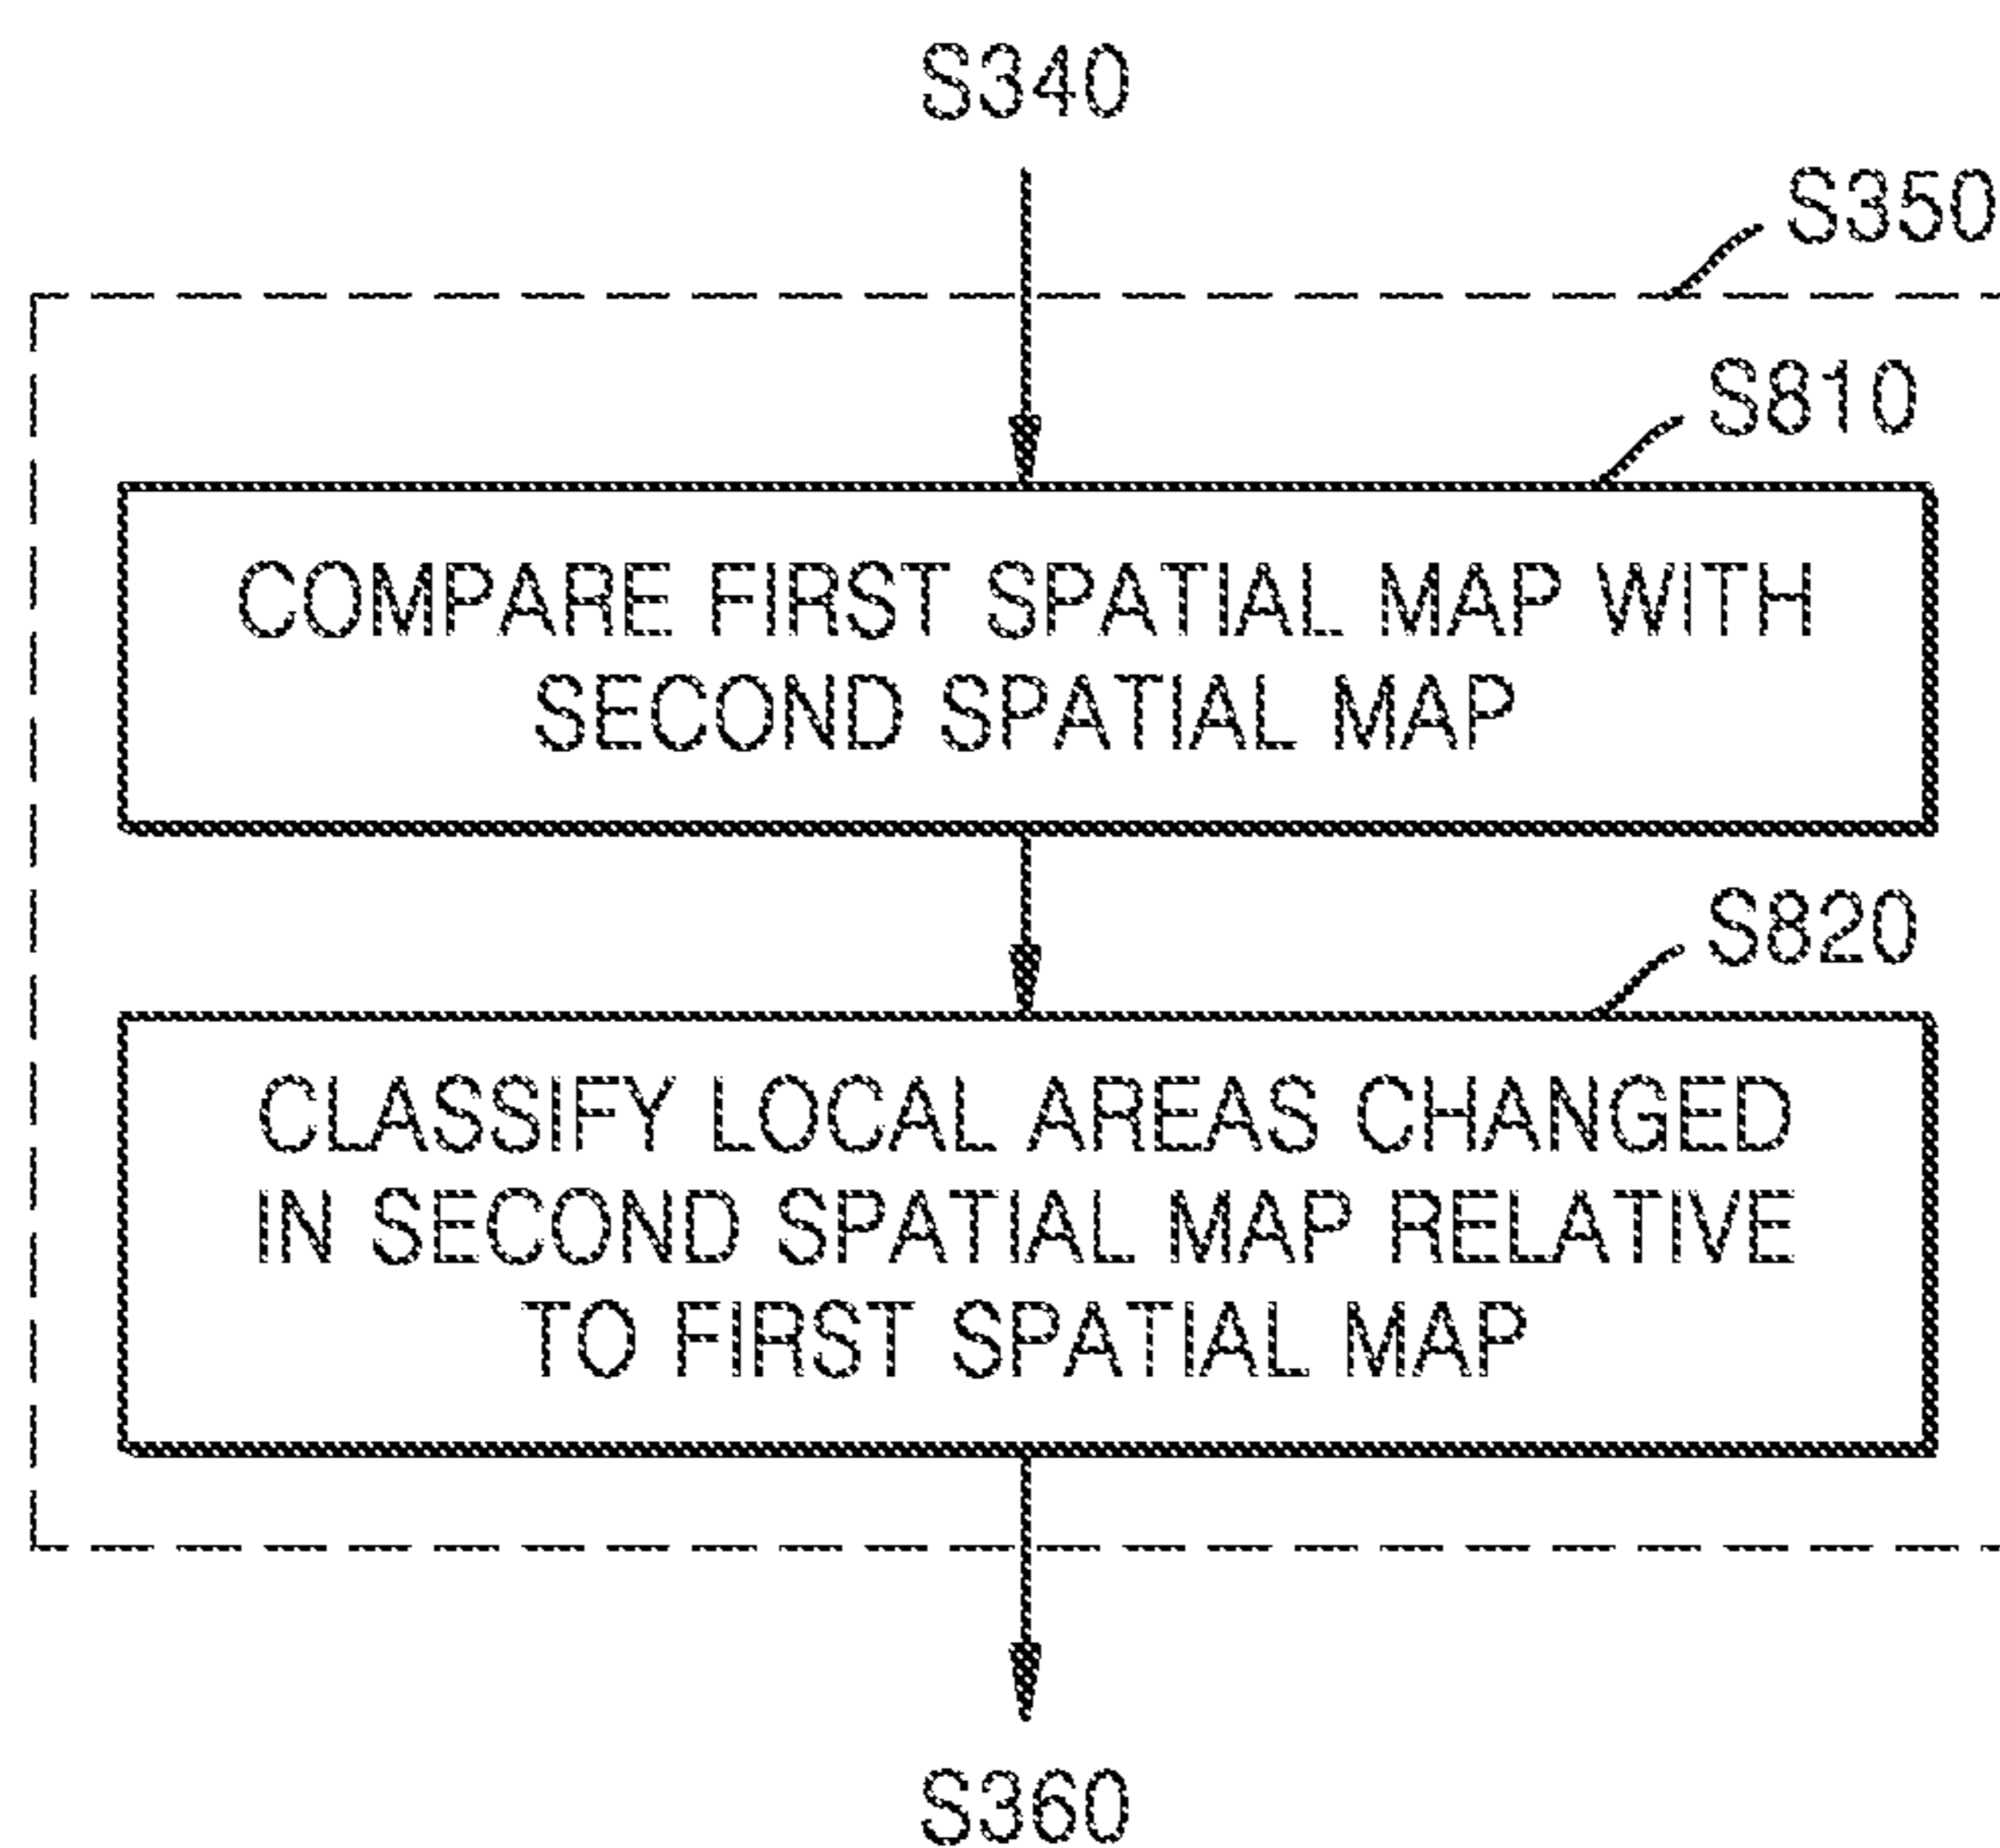 S340
S350
S810
COMPARE FIRST SPATIAL MAP WITH
SECOND SPATIAL MAP
S820
CLASSIFY LOCAL AREAS CHANGED
IN SECOND SPATIAL MAP RELATIVE
TO FIRST SPATIAL MAP
S360